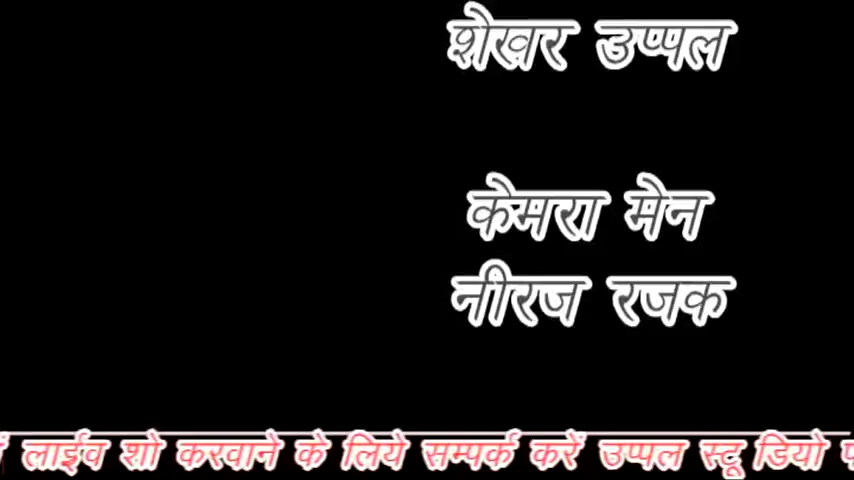 शेखर उप्पल
केमरा मेन
नीरज रजक
लाईव शो करवाने के लिये सम्पर्क करें उप्पल स्टू डियो